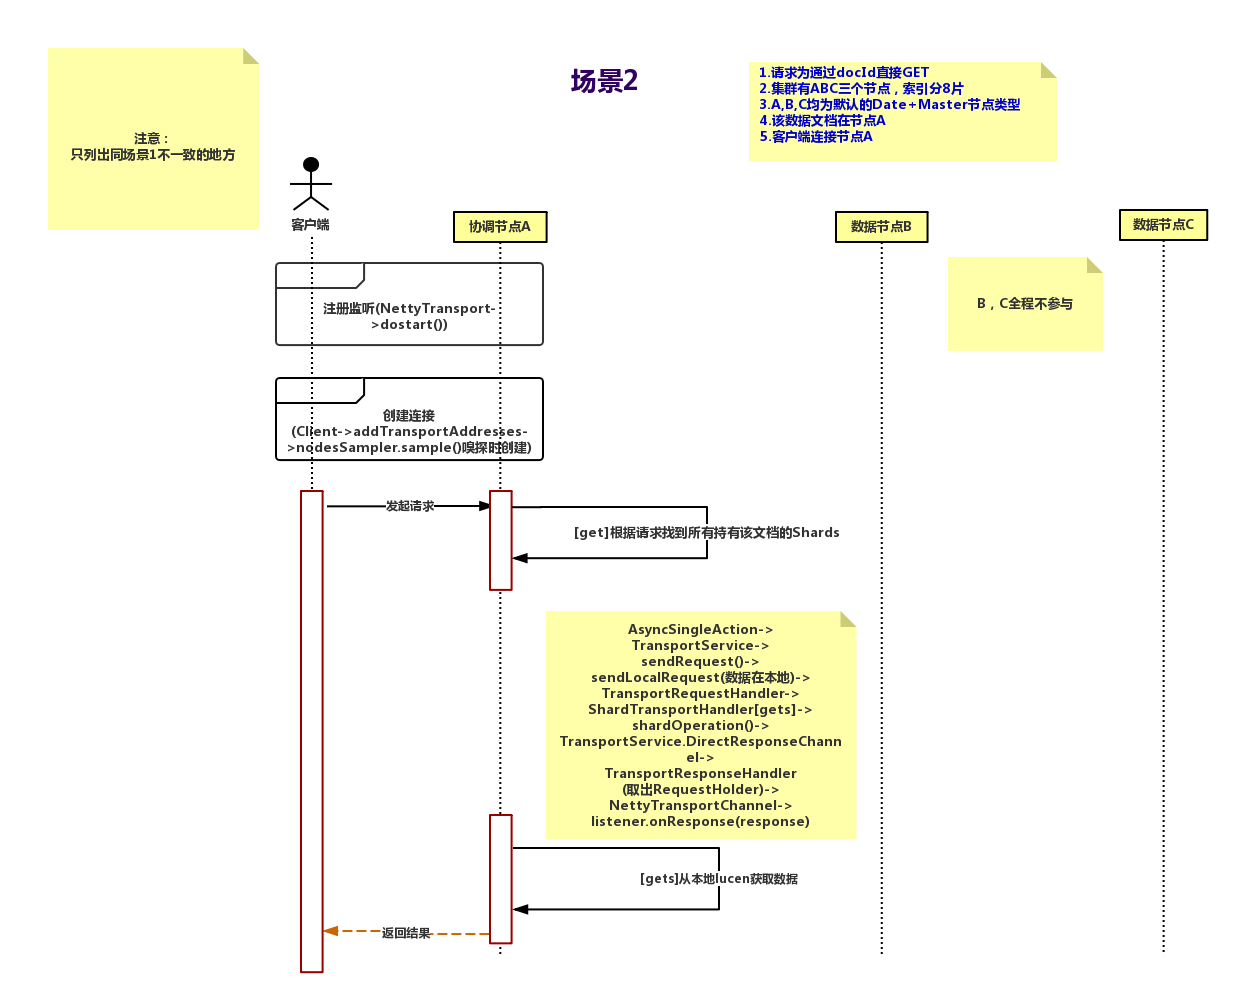 场景2
1.请求为通过docId直接GET
2.集群有ABC三个节点，索引分8片
3.A,B,C均为默认的Date+Master节点类型
4.该数据文档在节点A
5.客户端连接节点A
注意：
只列出同场景1不一致的地方
客户端
协调节点A
数据节点B
数据节点C
注册监听(NettyTransport-
>dostart())
B，C全程不参与
创建连接
(Client->addTransportAddresses-
>nodesSampler.sample()嗅探时创建)
发起请求
[get]根据请求找到所有持有该文档的Shards
AsyncSingleAction->
TransportService->
sendRequest()->
sendLocalRequest(数据在本地)->
TransportRequestHandler->
ShardTransportHandler[gets]->
shardOperation()->
TransportService.DirectResponseChann
el->
TransportResponseHandler
(取出RequestHolder)->
NettyTransportChannel->
listener.onResponse(response)
[gets]从本地lucen获取数据
返回结果